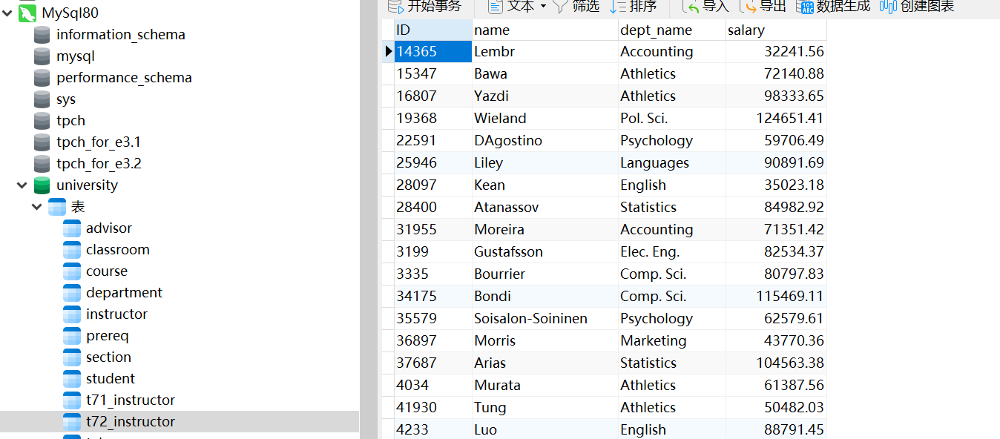 MySql80
information_schema
mysql
performance_schema
sys
tpch
tpch_for_e3.1
tpch_for_e3.2
university
表
advisor
classroom
course
department
instructor
prereq
section
student
t71_instructor
t72_instructor
开始事务 文本 筛选 排序 导入 导出 数据生成 创建图表
ID name dept_name salary
14365 Lembr Accounting 32241.56
15347 Bawa Athletics 72140.88
16807 Yazdi Athletics 98333.65
19368 Wieland Pol. Sci. 124651.41
22591 DAgostino Psychology 59706.49
25946 Liley Languages 90891.69
28097 Kean English 35023.18
28400 Atanassov Statistics 84982.92
31955 Moreira Accounting 71351.42
3199 Gustafsson Elec. Eng. 82534.37
3335 Bourrier Comp. Sci. 80797.83
34175 Bondi Comp. Sci. 115469.11
35579 Soisalon-Soininen Psychology 62579.61
36897 Morris Marketing 43770.36
37687 Arias Statistics 104563.38
4034 Murata Athletics 61387.56
41930 Tung Athletics 50482.03
4233 Luo English 88791.45